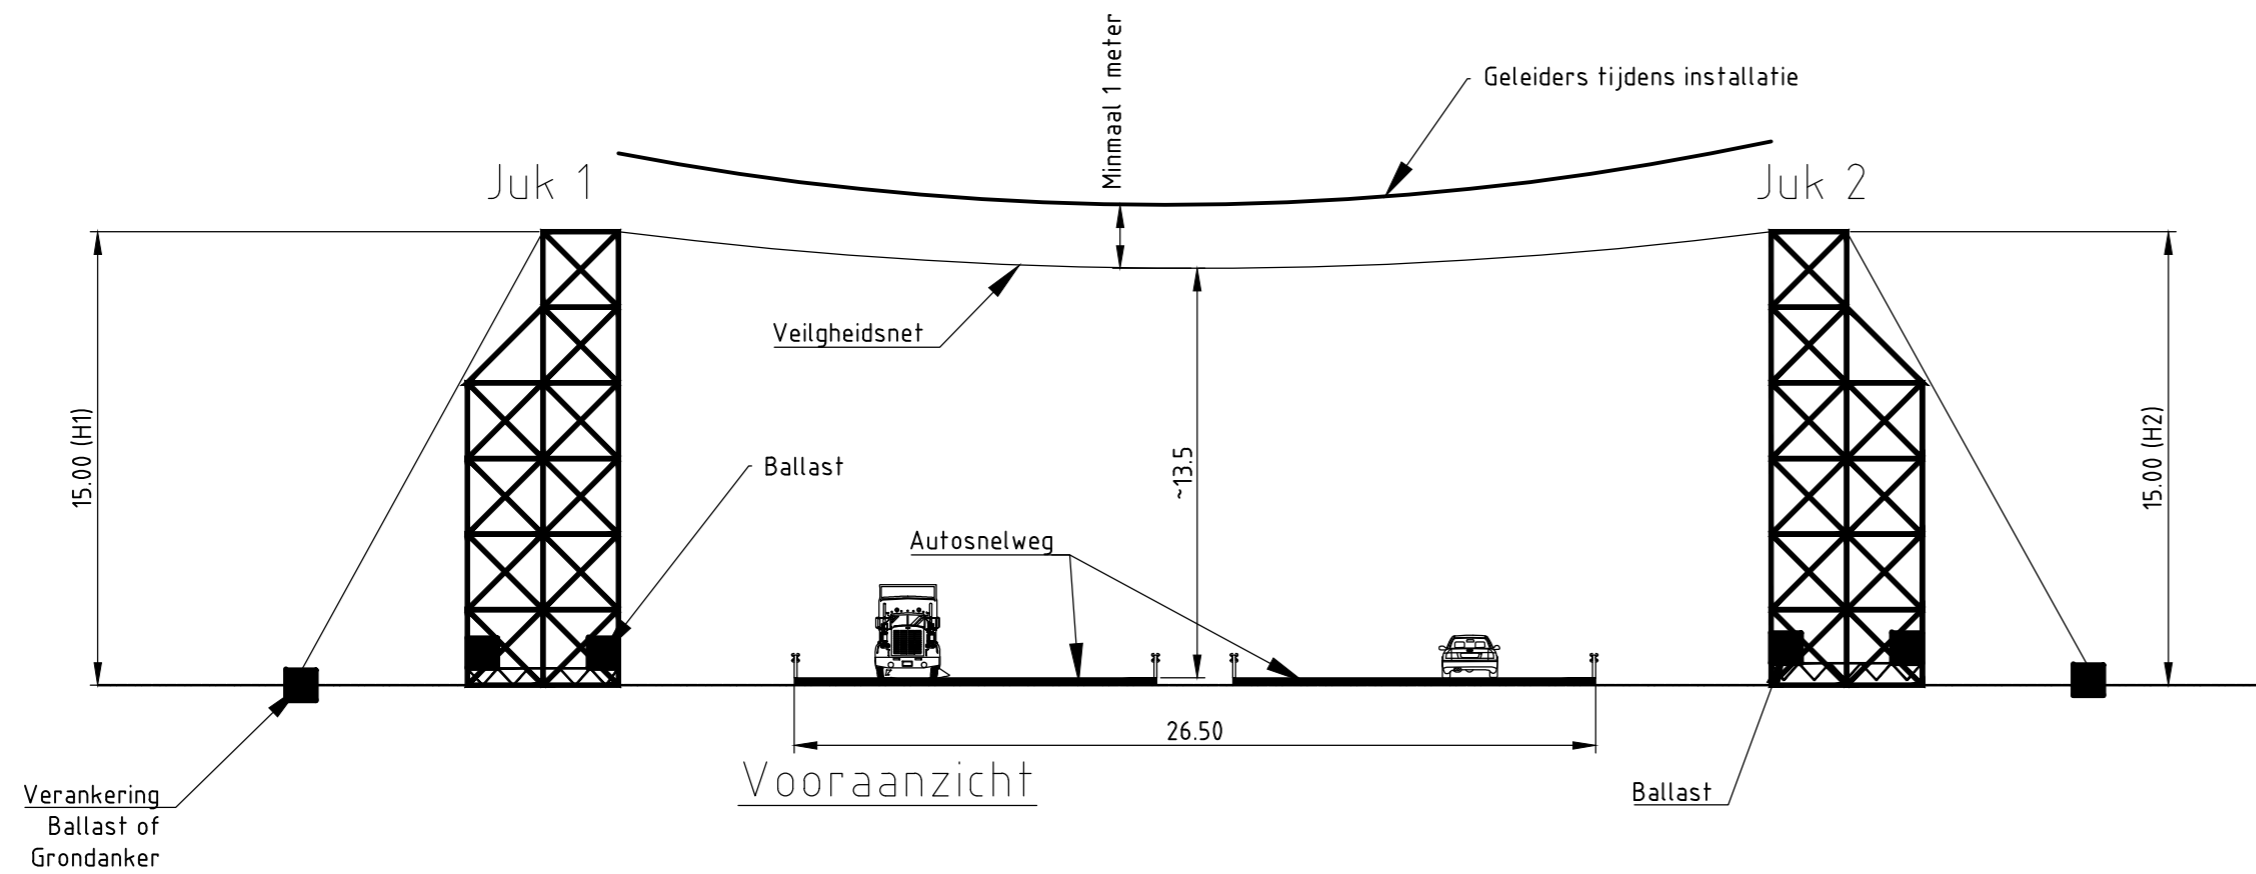 Minmaal 1 meter
Geleiders tijdens installatie
Juk 1
Juk 2
Veilgheidsnet
15.00 (H1)
Ballast
~13.5
15.00 (H2)
Autosnelweg
26.50
Vooraanzicht
Verankering
Ballast of
Grondanker
Ballast